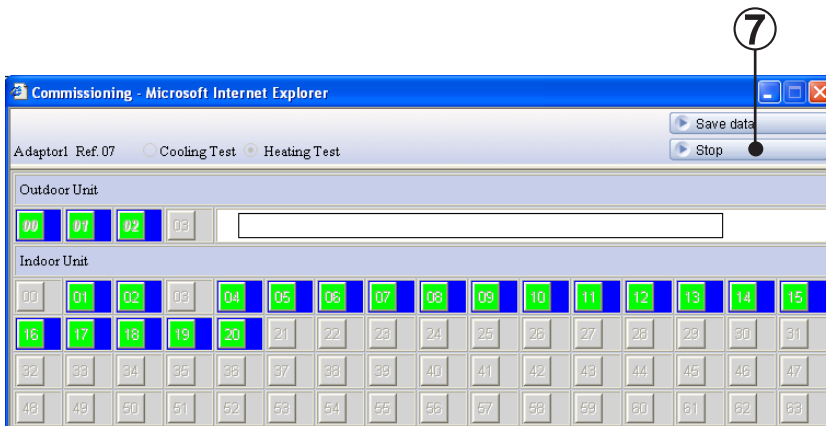 7
Commissioning - Microsoft Internet Explorer
Save data
Adaptor1 Ref. 07 Cooling Test Heating Test
Stop
Outdoor Unit
00 01 02 03
Indoor Unit
00 01 02 03 04 05 06 07 08 09 10 11 12 13 14 15
16 17 18 19 20 21 22 23 24 25 26 27 28 29 30 31
32 33 34 35 36 37 38 39 40 41 42 43 44 45 46 47
48 49 50 51 52 53 54 55 56 57 58 59 60 61 62 63